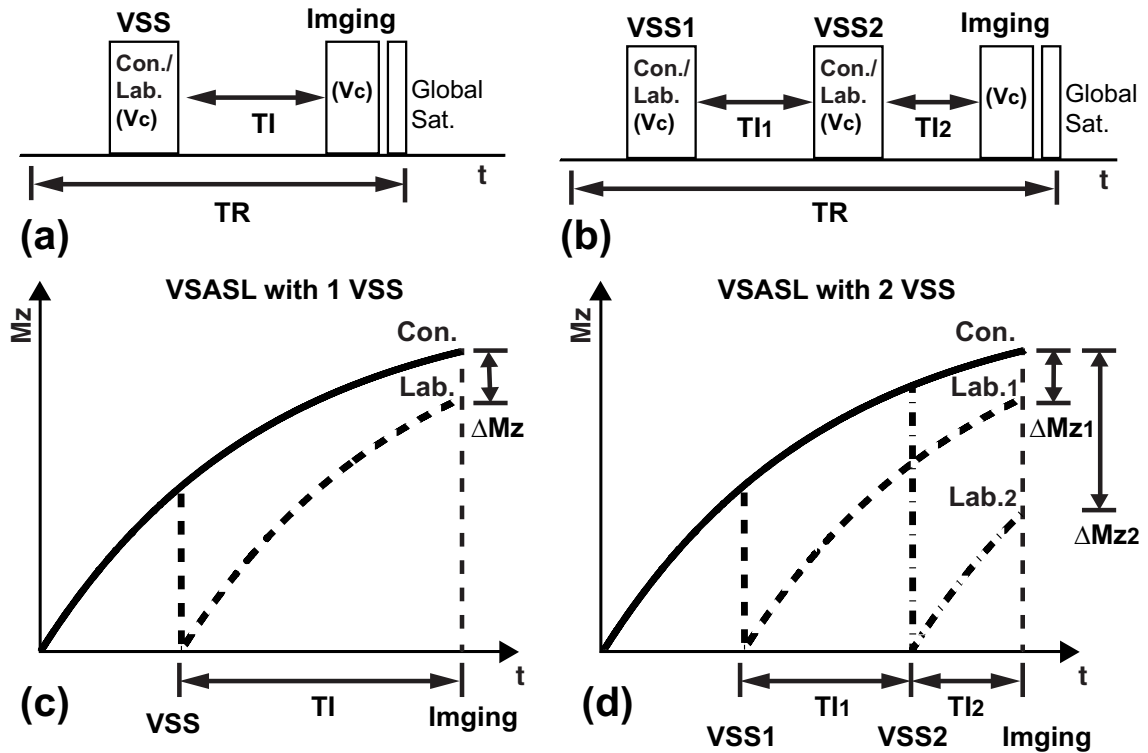 VSS
Imging
Con./
Lab.
(Vc)
(Vc)
TI
Global
Sat.
t
TR
(a)
VSS1
VSS2
Imging
Con./
Lab.
(Vc)
Con./
Lab.
(Vc)
(Vc)
TI1
TI2
Global
Sat.
t
TR
(b)
VSASL with 1 VSS
Mz
Con.
Lab.
ΔMz
t
(c)
VSS
TI
Imging
VSASL with 2 VSS
Mz
Con.
Lab.1
ΔMz1
Lab.2
ΔMz2
t
(d)
TI1
TI2
VSS1
VSS2
Imging